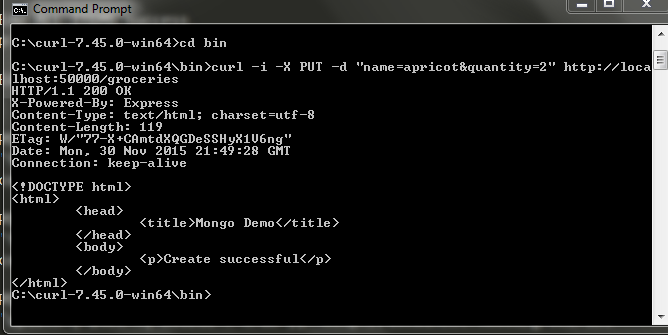 Command Prompt
C:\curl-7.45.0-win64>cd bin
C:\curl-7.45.0-win64\bin>curl -i -X PUT -d "name=apricot&quantity=2" http://loca
lhost:50000/groceries
HTTP/1.1 200 OK
X-Powered-By: Express
Content-Type: text/html; charset=utf-8
Content-Length: 119
ETag: W/"77-X+CAmtdXQGDeSSHyX1V6ng"
Date: Mon, 30 Nov 2015 21:49:28 GMT
Connection: keep-alive
<!DOCTYPE html>
<html>
        <head>
                <title>Mongo Demo</title>
        </head>
        <body>
                <p>Create successful</p>
        </body>
</html>
C:\curl-7.45.0-win64\bin>